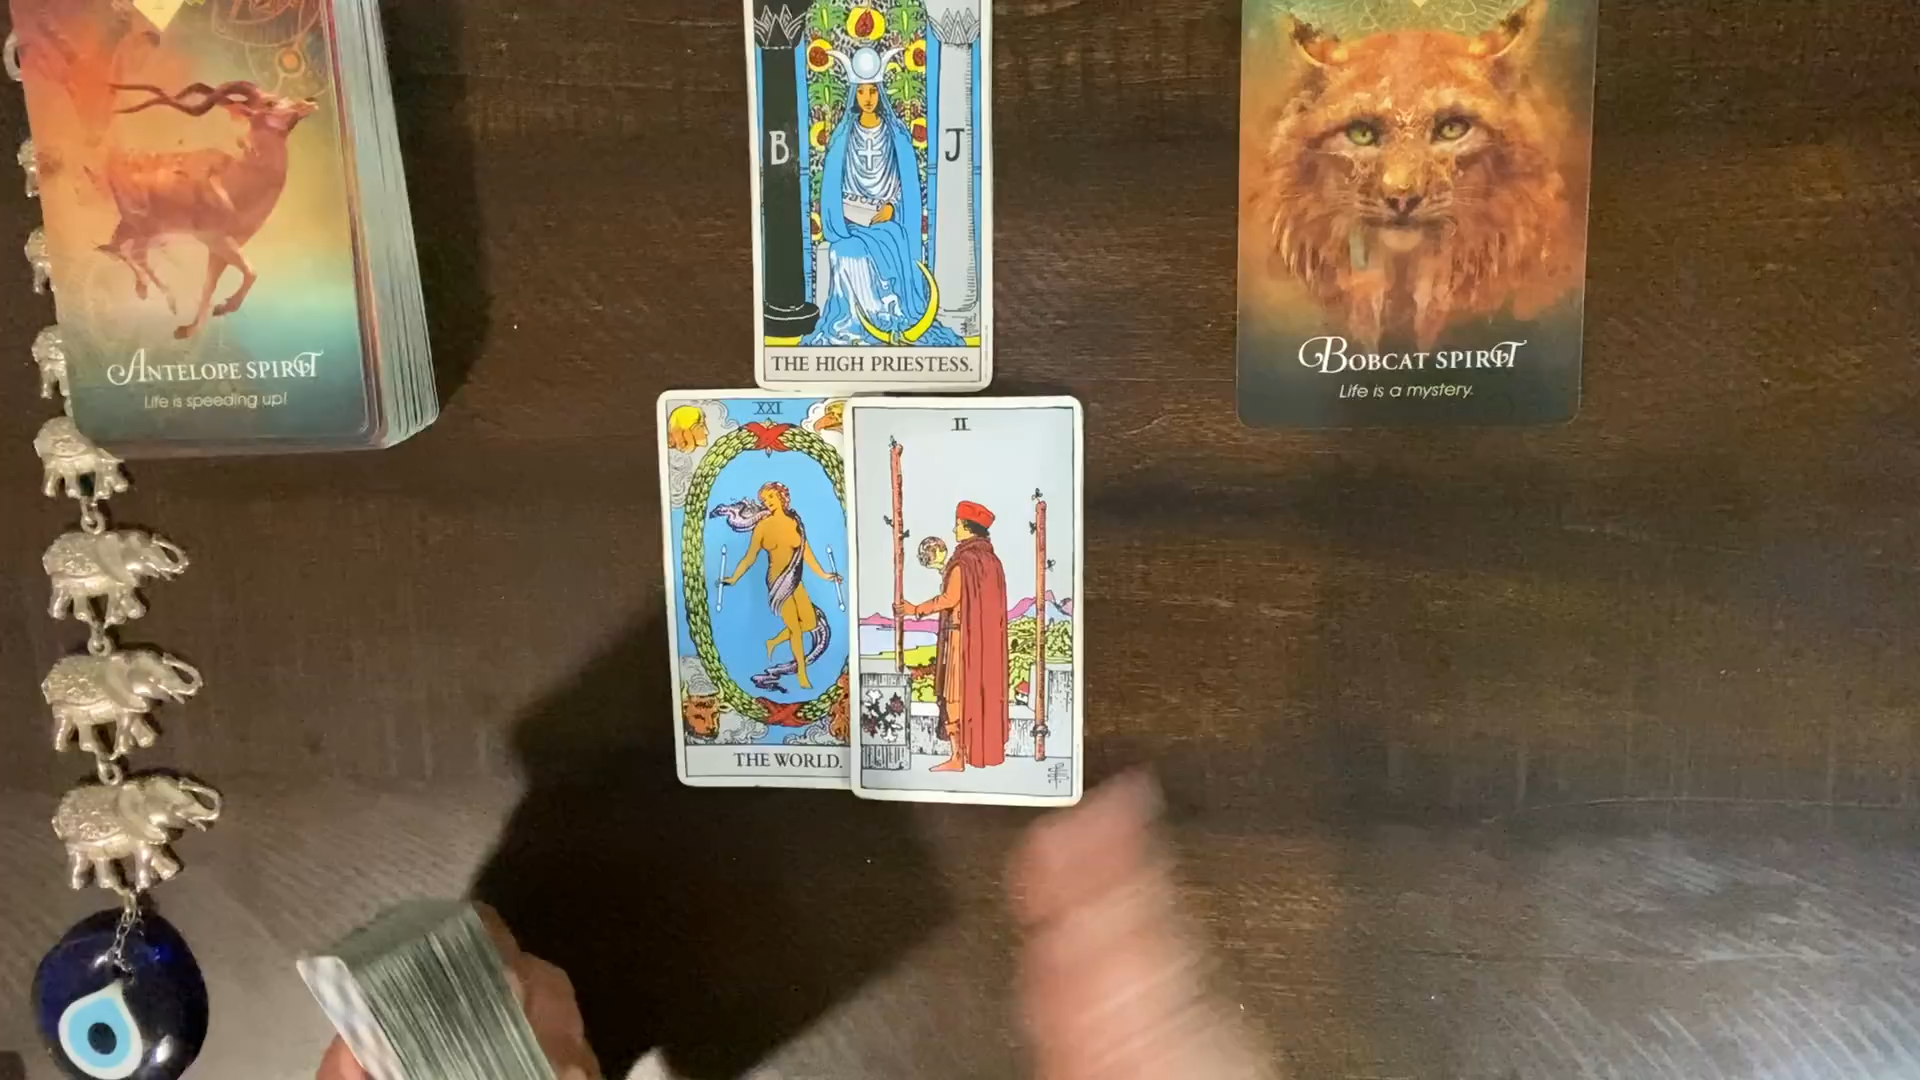 ANTELOPE SPIRIT
Life is speeding up!
B
J
THE HIGH PRIESTESS.
BOBCAT SPIRIT
Life is a mystery.
XXI
THE WORLD.
II